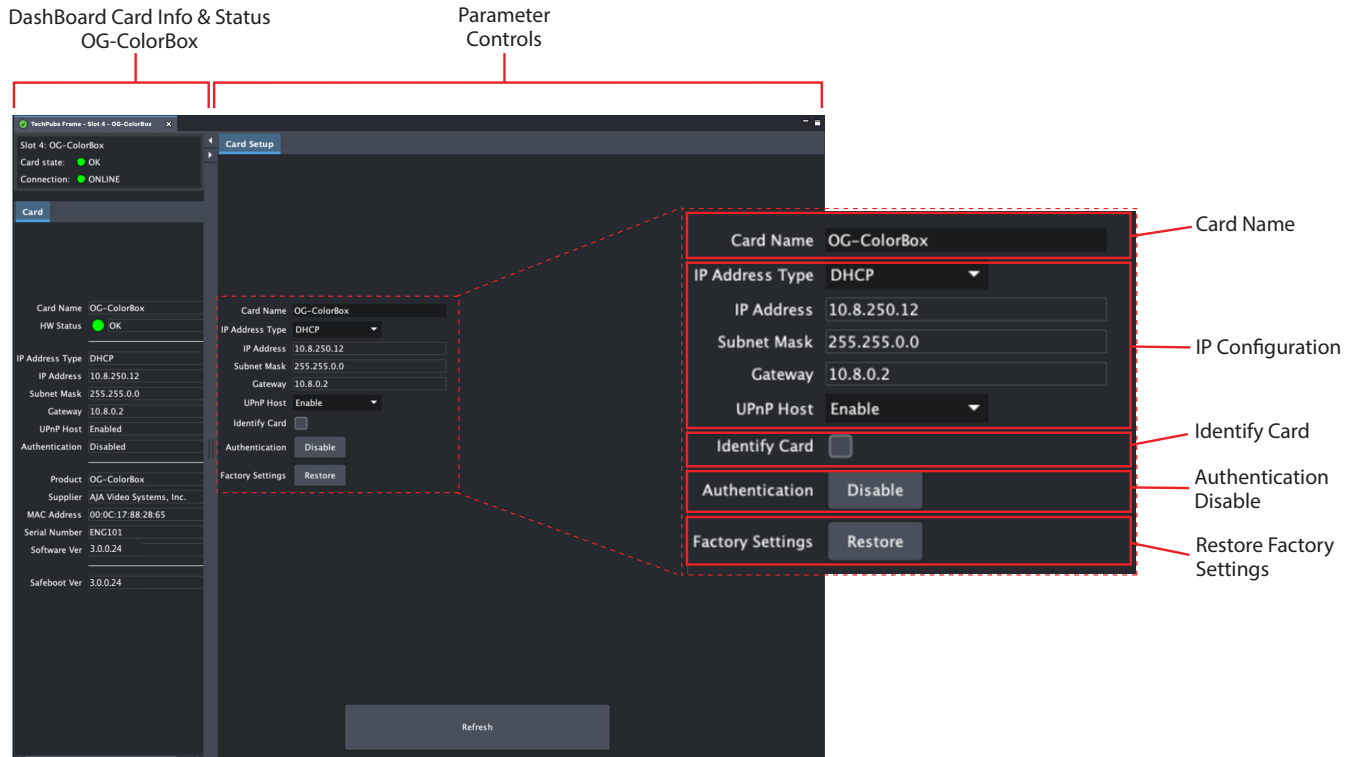 DashBoard Card Info & Status
OG-ColorBox
Parameter
Controls
TechPubs Frame - Slot 4 - OG-ColorBox X
Slot 4: OG-ColorBox
Card state: OK
Connection: ONLINE
Card
Card Name OG-ColorBox
HW Status OK
IP Address Type DHCP
IP Address 10.8.250.12
Subnet Mask 255.255.0.0
Gateway 10.8.0.2
UPnP Host Enabled
Authentication Disabled
Product OG-ColorBox
Supplier AJA Video Systems, Inc.
MAC Address 00:0C:17:88:2B:65
Serial Number ENG101
Software Ver 3.0.0.24
Safeboot Ver 3.0.0.24
Card Setup
Card Name OG-ColorBox
IP Address Type DHCP
IP Address 10.8.250.12
Subnet Mask 255.255.0.0
Gateway 10.8.0.2
UPnP Host Enable
Identify Card
Authentication Disable
Factory Settings Restore
Refresh
Card Name OG-ColorBox
IP Address Type DHCP
IP Address 10.8.250.12
Subnet Mask 255.255.0.0
Gateway 10.8.0.2
UPnP Host Enable
Identify Card
Authentication Disable
Factory Settings Restore
Card Name
IP Configuration
Identify Card
Authentication
Disable
Restore Factory
Settings